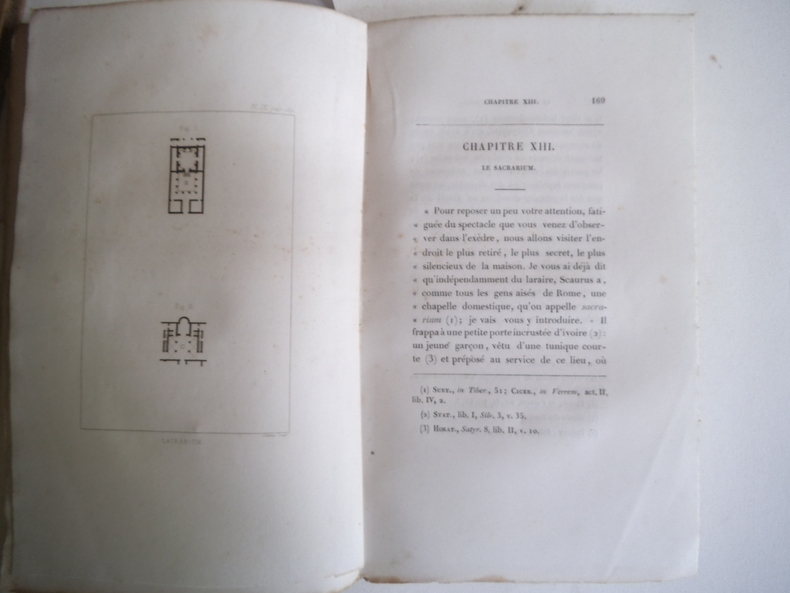 Fig. I.
Fig. II.
SACRARIUM
CHAPITRE XIII. 169
CHAPITRE XIII.
LE SACRARIUM.
« Pour reposer un peu votre attention, fati-
« guée du spectacle que vous venez d'obser-
« ver dans l'exèdre, nous allons visiter l'en-
« droit le plus retiré, le plus secret, le plus
« silencieux de la maison. Je vous ai déjà dit
« qu'indépendamment du laraire, Scaurus a,
« comme tous les gens aisés de Rome, une
« chapelle domestique, qu'on appelle sacra-
« rium (1); je vais vous y introduire. » Il
frappa à une petite porte incrustée d'ivoire (2):
un jeune garçon, vêtu d'une tunique cour-
te (3) et préposé au service de ce lieu, où
(1) SUET., in Tiber., 51; CICER., in Verrem, act. II,
lib. IV, 2.
(2) STAT., lib. I, Silv. 3, v. 35.
(3) HORAT., Satyr. 8, lib. II, v. 10.